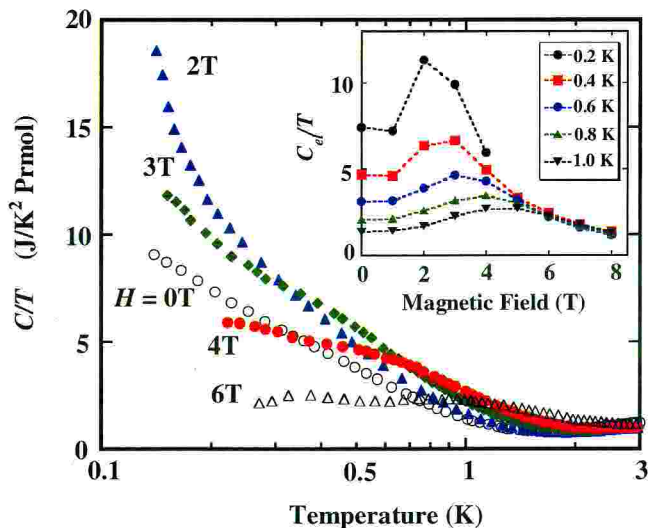 20
15
10
5
0
C/T (J/K² Prmol)
0.1
0.5
1
3
Temperature (K)
2T
3T
H = 0T
4T
6T
10
5
0
C_el/T
0 2 4 6 8
Magnetic Field (T)
0.2 K
0.4 K
0.6 K
0.8 K
1.0 K